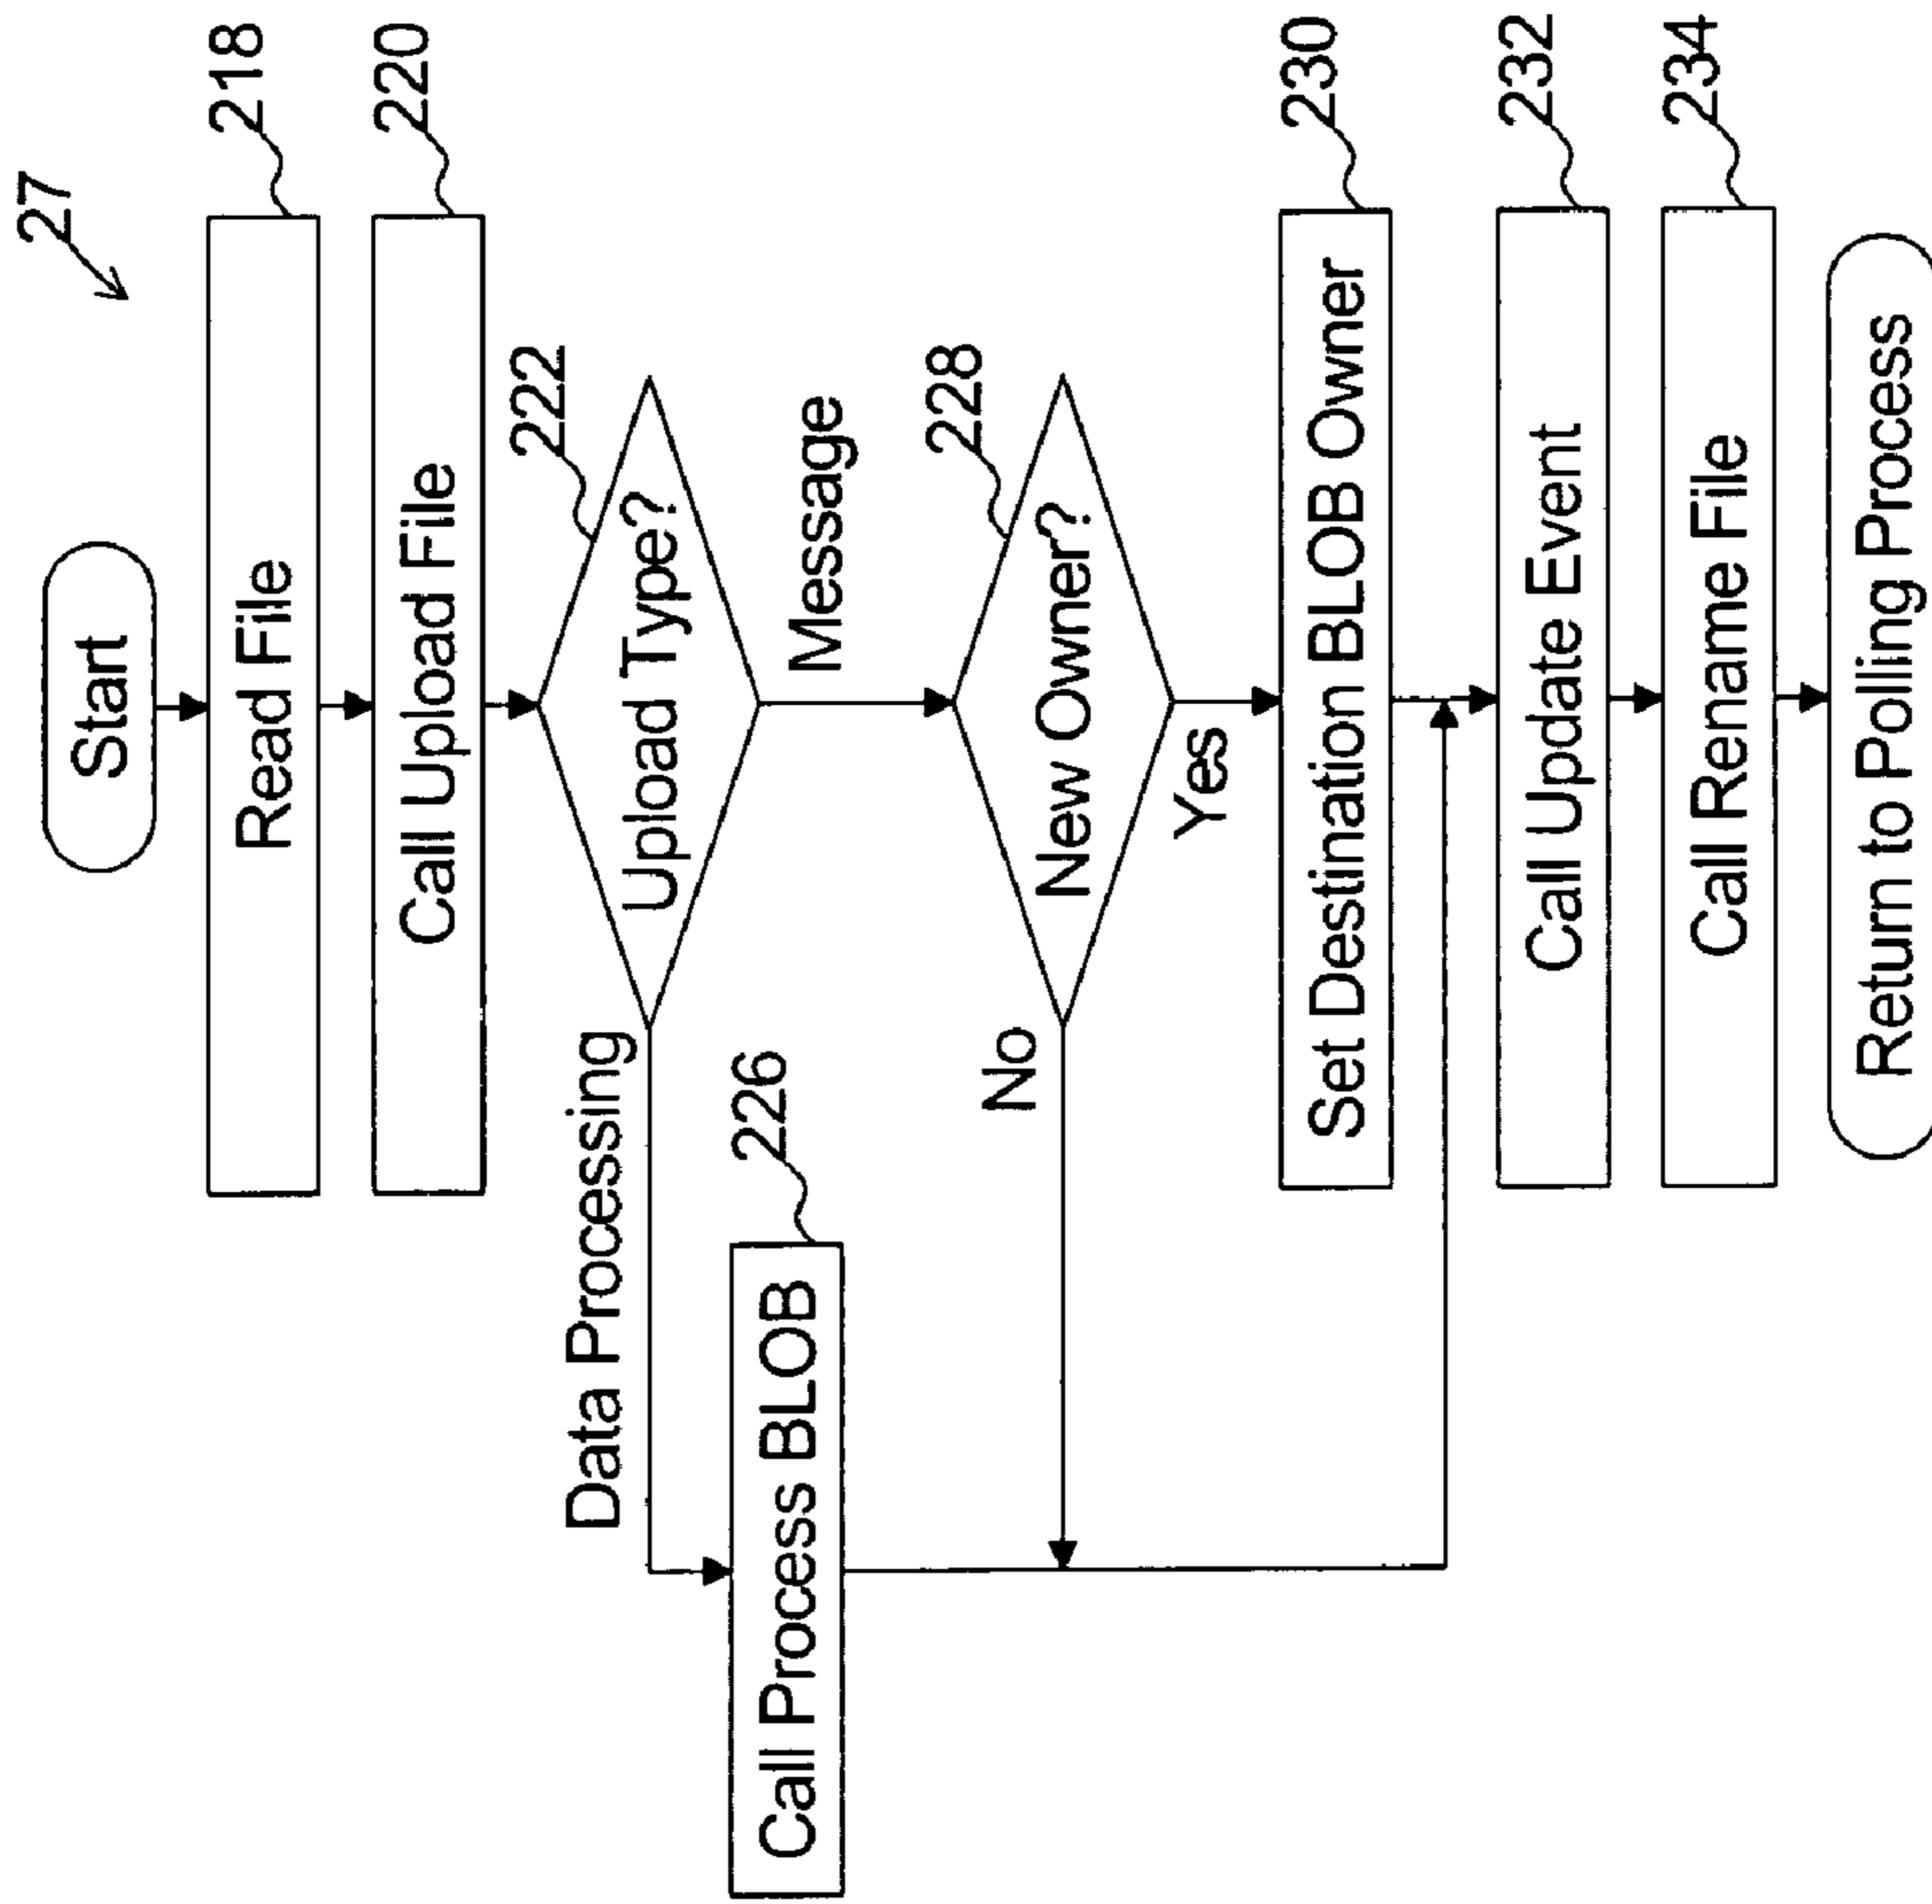 27
Start
Read File
218
Call Upload File
220
Upload Type?
222
Data Processing
Message
Call Process BLOB
226
New Owner?
228
No
Yes
Set Destination BLOB Owner
230
Call Update Event
232
Call Rename File
234
Return to Polling Process